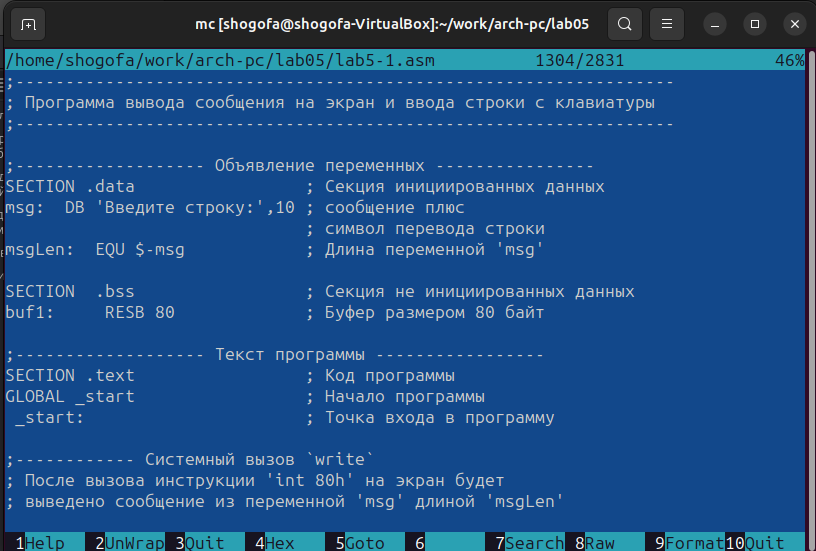 mc [shogofa@shogofa-VirtualBox]:~/work/arch-pc/lab05
/home/shogofa/work/arch-pc/lab05/lab5-1.asm 1304/2831 46%
;------------------------------------------------------------------
; Программа вывода сообщения на экран и ввода строки с клавиатуры
;------------------------------------------------------------------
;------------------- Объявление переменных ----------------
SECTION .data ; Секция инициированных данных
msg: DB 'Введите строку:',10 ; сообщение плюс
; символ перевода строки
msgLen: EQU $-msg ; Длина переменной 'msg'
SECTION .bss ; Секция не инициированных данных
buf1: RESB 80 ; Буфер размером 80 байт
;------------------- Текст программы -----------------
SECTION .text ; Код программы
GLOBAL _start ; Начало программы
_start: ; Точка входа в программу
;------------ Системный вызов `write`
; После вызова инструкции 'int 80h' на экран будет
; выведено сообщение из переменной 'msg' длиной 'msgLen'
1Help 2UnWrap 3Quit 4Hex 5Goto 6 7Search 8Raw 9Format 10Quit